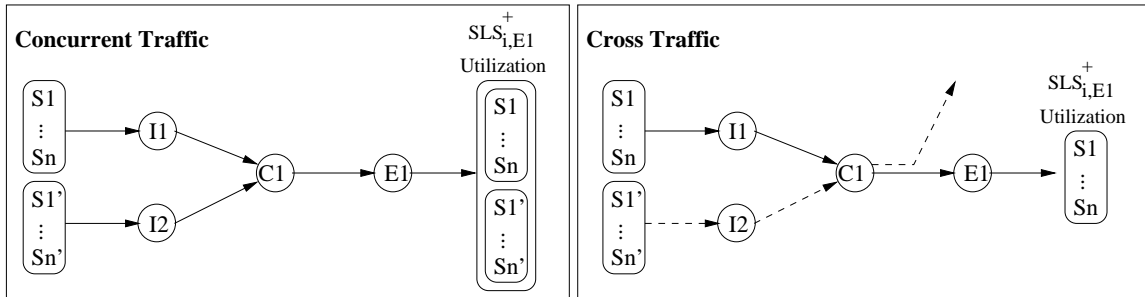 Concurrent Traffic
SLS+i,E1
Utilization
S1
...
Sn
S1'
...
Sn'
I1
I2
C1
E1
S1
...
Sn
S1'
...
Sn'
Cross Traffic
SLS+i,E1
Utilization
S1
...
Sn
S1'
...
Sn'
I1
I2
C1
E1
S1
...
Sn